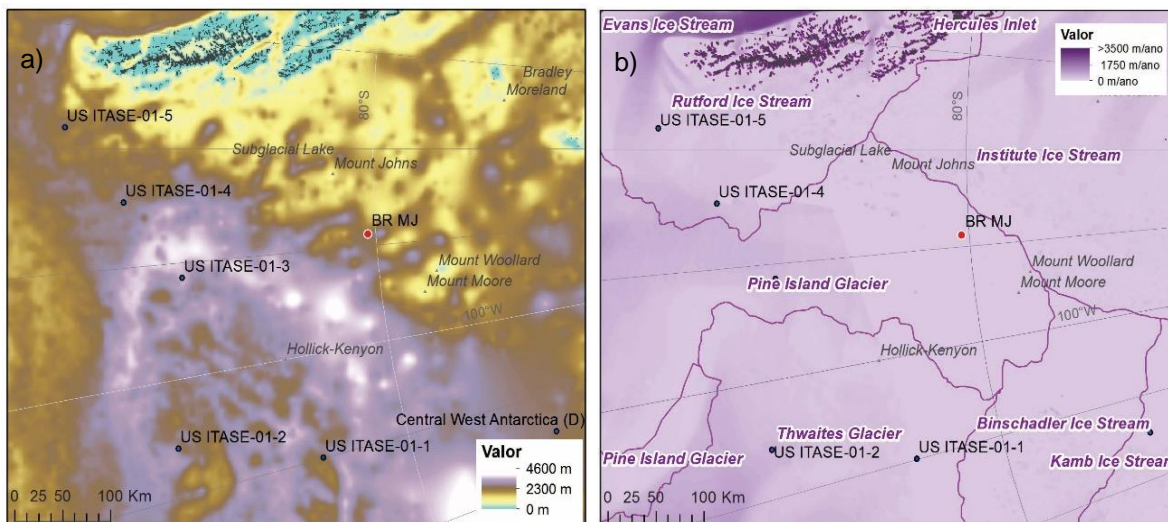 a)
Bradley
Moreland
80°S
US ITASE-01-5
Subglacial Lake
Mount Johns
US ITASE-01-4
BR MJ
US ITASE-01-3
Mount Woollard
Mount Moore
100°W
Hollick-Kenyon
Central West Antarctica (D)
US ITASE-01-2
US ITASE-01-1
Valor
4600 m
2300 m
0 m
0 25 50 100 Km
b)
Evans Ice Stream
Hercules Inlet
Valor
>3500 m/ano
1750 m/ano
0 m/ano
Rutford Ice Stream
80°S
US ITASE-01-5
Subglacial Lake
Mount Johns
Institute Ice Stream
US ITASE-01-4
BR MJ
Mount Woollard
Pine Island Glacier
Mount Moore
100°W
Hollick-Kenyon
Thwaites Glacier
Binschadler Ice Stream
US ITASE-01-2
US ITASE-01-1
Pine Island Glacier
Kamb Ice Stream
0 25 50 100 Km